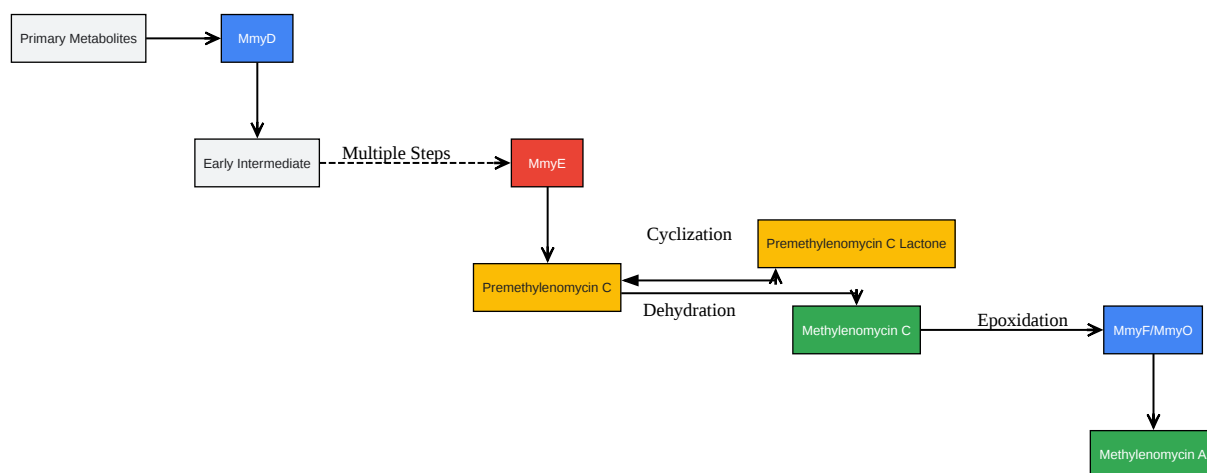 Primary Metabolites
MmyD
Early Intermediate
Multiple Steps
MmyE
Cyclization
Premethylenomycin C Lactone
Premethylenomycin C
Dehydration
Methylenomycin C
Epoxidation
MmyF/MmyO
Methylenomycin A